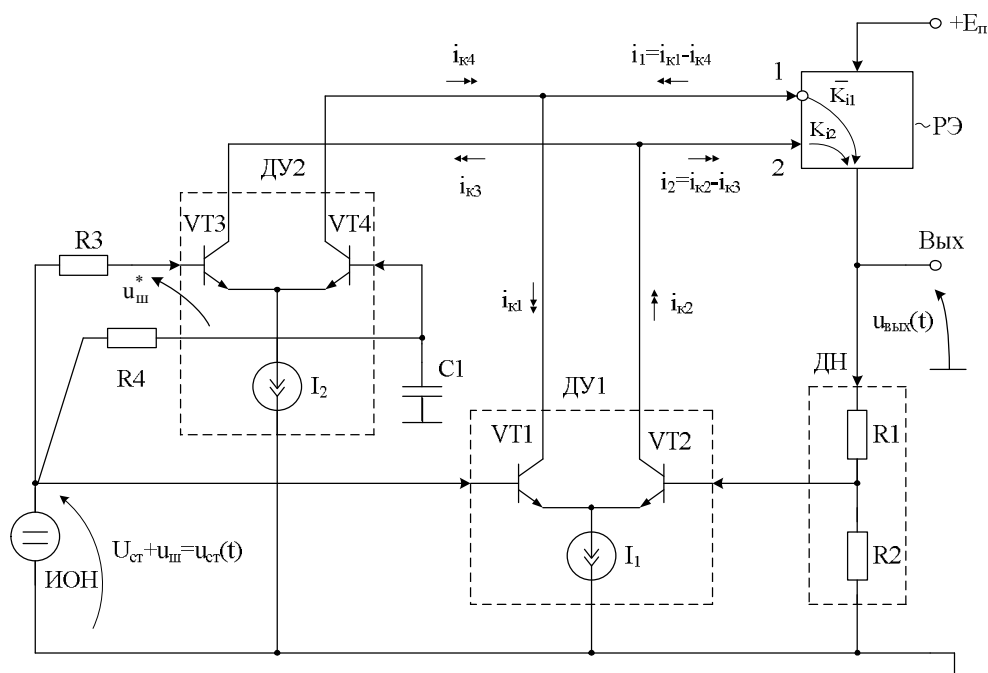 +Eп
iк4
i1=iк1-iк4
1
K̄i1
Ki2
~РЭ
2
iк3
i2=iк2-iк3
ДУ2
VT3
VT4
R3
Вых
u*ш
iк1
iк2
uвых(t)
R4
C1
I2
ДН
ДУ1
R1
VT1
VT2
Uст+uш=uст(t)
ИОН
I1
R2